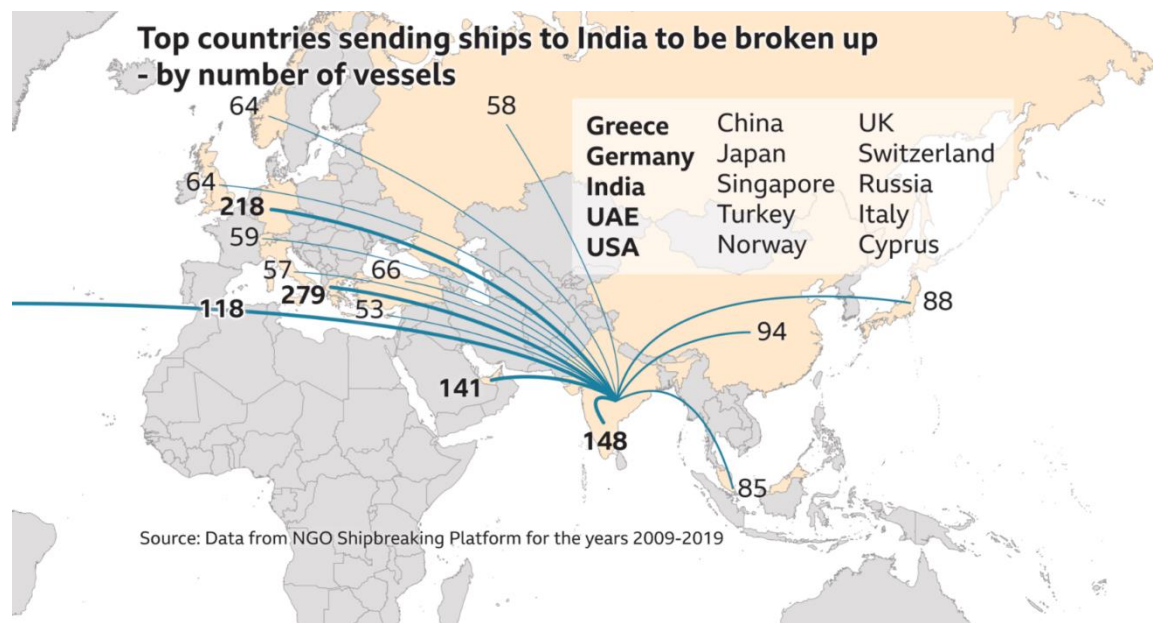 Top countries sending ships to India to be broken up
- by number of vessels
64
58
Greece China UK
Germany Japan Switzerland
India Singapore Russia
UAE Turkey Italy
USA Norway Cyprus
64
218
59
57
66
279
118
53
88
94
141
148
85
Source: Data from NGO Shipbreaking Platform for the years 2009-2019